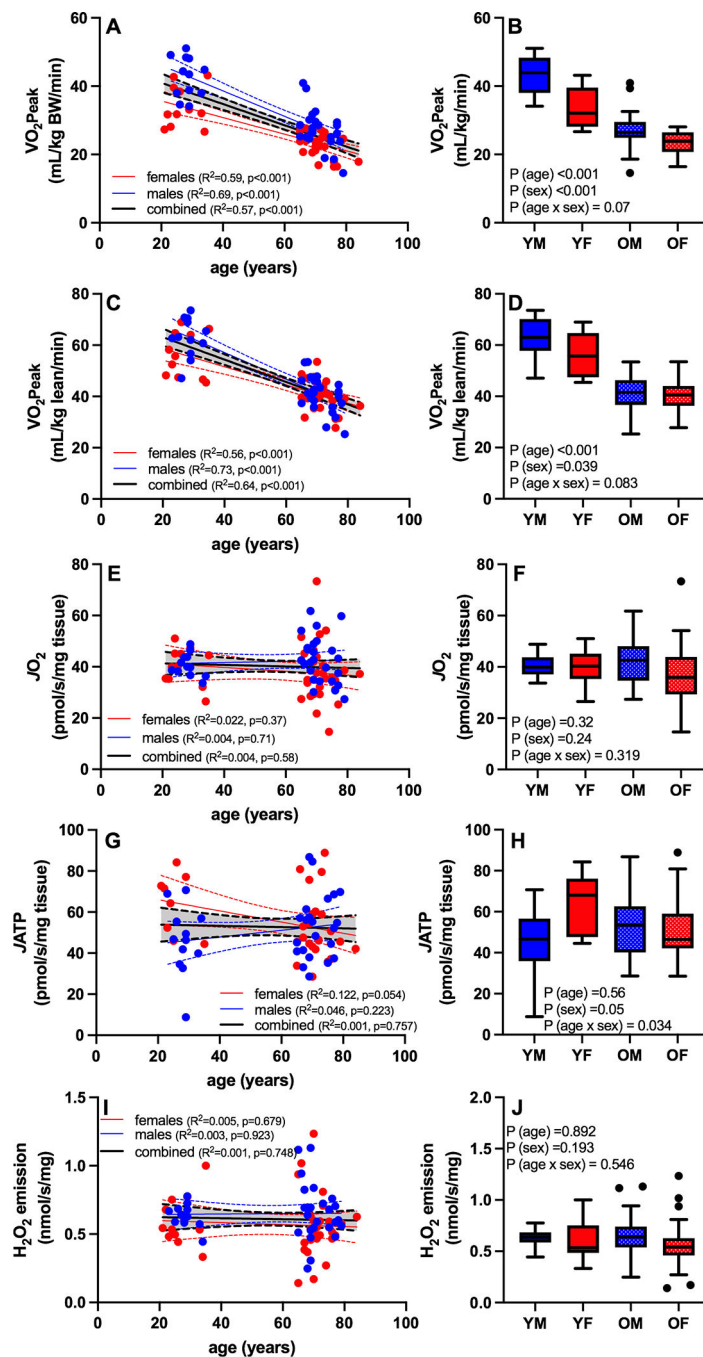 A
60
40
20
0
VO2Peak
(mL/kg BW/min)
females (R2=0.59, p<0.001)
males (R2=0.69, p<0.001)
combined (R2=0.57, p<0.001)
0 20 40 60 80 100
age (years)
B
60
40
20
0
VO2Peak
(mL/kg/min)
P (age) <0.001
P (sex) <0.001
P (age x sex) = 0.07
YM YF OM OF
C
80
60
40
20
0
VO2Peak
(mL/kg lean/min)
females (R2=0.56, p<0.001)
males (R2=0.73, p<0.001)
combined (R2=0.64, p<0.001)
0 20 40 60 80 100
age (years)
D
80
60
40
20
0
VO2Peak
(mL/kg lean/min)
P (age) <0.001
P (sex) =0.039
P (age x sex) = 0.083
YM YF OM OF
E
80
60
40
20
0
JO2
(pmol/s/mg tissue)
females (R2=0.022, p=0.37)
males (R2=0.004, p=0.71)
combined (R2=0.004, p=0.58)
0 20 40 60 80 100
age (years)
F
80
60
40
20
0
JO2
(pmol/s/mg tissue)
P (age) =0.32
P (sex) =0.24
P (age x sex) = 0.319
YM YF OM OF
G
100
80
60
40
20
0
JATP
(pmol/s/mg tissue)
females (R2=0.122, p=0.054)
males (R2=0.046, p=0.223)
combined (R2=0.001, p=0.757)
0 20 40 60 80 100
age (years)
H
100
80
60
40
20
0
JATP
(pmol/s/mg tissue)
P (age) =0.56
P (sex) =0.05
P (age x sex) = 0.034
YM YF OM OF
I
1.5
1.0
0.5
0.0
H2O2 emission
(nmol/s/mg)
females (R2=0.005, p=0.679)
males (R2=0.003, p=0.923)
combined (R2=0.001, p=0.748)
0 20 40 60 80 100
age (years)
J
2.0
1.5
1.0
0.5
0.0
H2O2 emission
(nmol/s/mg)
P (age) =0.892
P (sex) =0.193
P (age x sex) = 0.546
YM YF OM OF